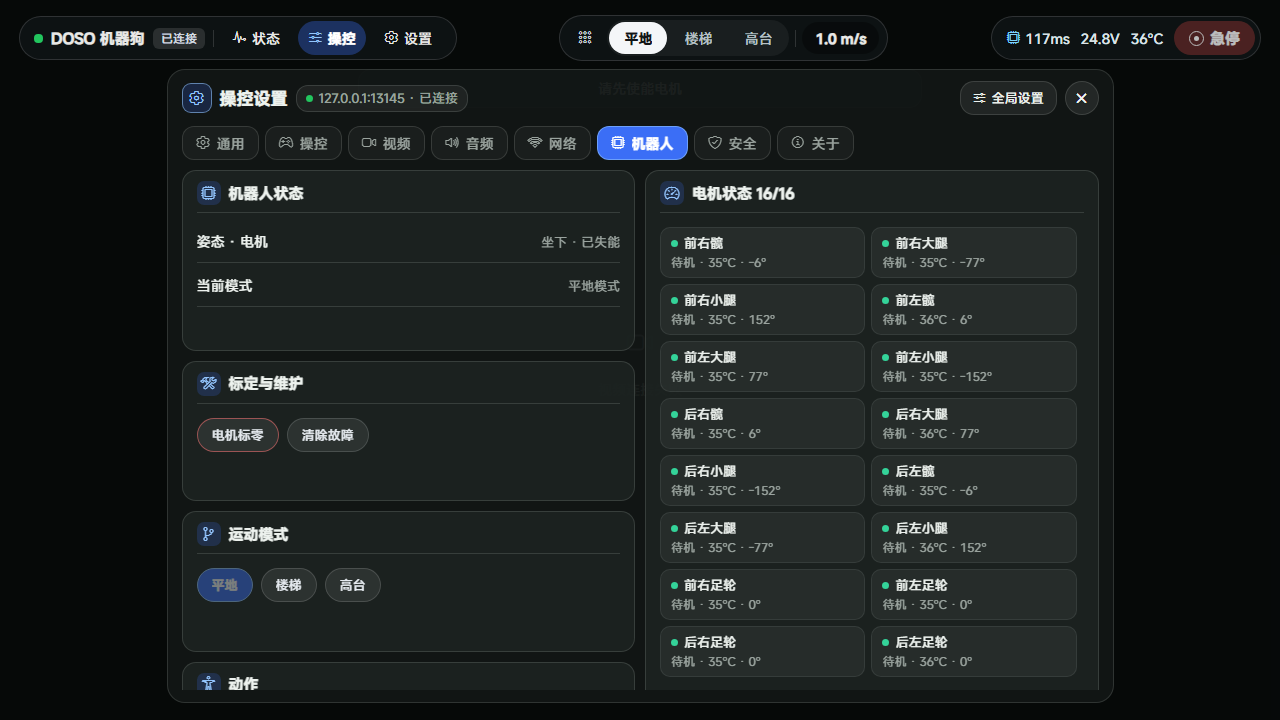 DOSO 机器狗 已连接 状态 操控 设置
平地 楼梯 高台 1.0 m/s
117ms 24.8V 36°C 急停
操控设置 127.0.0.1:13145 · 已连接
请先使能电机
全局设置
通用 操控 视频 音频 网络 机器人 安全 关于
机器人状态
姿态 · 电机 坐下 · 已失能
当前模式 平地模式
标定与维护
电机标零 清除故障
运动模式
平地 楼梯 高台
动作
电机状态 16/16
前右髋
待机 · 35°C · -6°
前右大腿
待机 · 35°C · -77°
前右小腿
待机 · 35°C · 152°
前左髋
待机 · 36°C · 6°
前左大腿
待机 · 35°C · 77°
前左小腿
待机 · 35°C · -152°
后右髋
待机 · 35°C · 6°
后右大腿
待机 · 36°C · 77°
后右小腿
待机 · 35°C · -152°
后左髋
待机 · 35°C · -6°
后左大腿
待机 · 35°C · -77°
后左小腿
待机 · 36°C · 152°
前右足轮
待机 · 35°C · 0°
前左足轮
待机 · 35°C · 0°
后右足轮
待机 · 35°C · 0°
后左足轮
待机 · 36°C · 0°